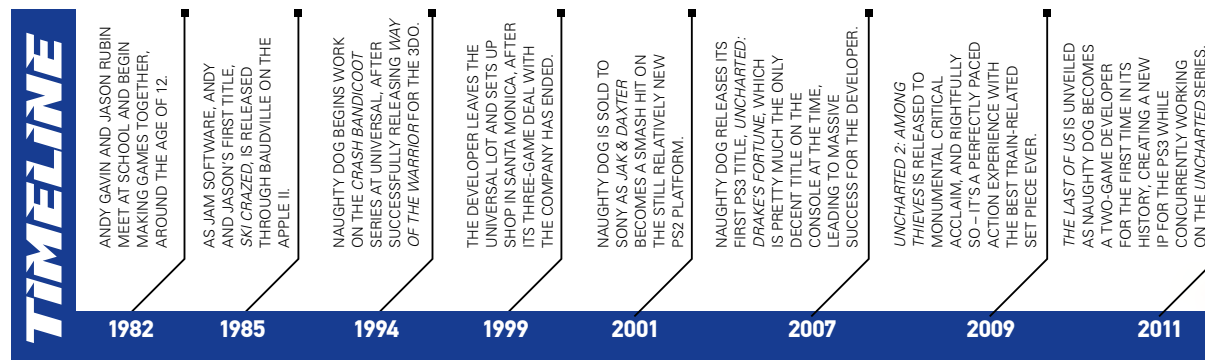 TIMELINE
ANDY GAVIN AND JASON RUBIN
MEET AT SCHOOL AND BEGIN
MAKING GAMES TOGETHER,
AROUND THE AGE OF 12.
1982
AS JAM SOFTWARE, ANDY
AND JASON'S FIRST TITLE,
SKI CRAZED, IS RELEASED
THROUGH BAUDVILLE ON THE
APPLE II.
1985
NAUGHTY DOG BEGINS WORK
ON THE CRASH BANDICOOT
SERIES AT UNIVERSAL, AFTER
SUCCESSFULLY RELEASING WAY
OF THE WARRIOR FOR THE 3DO.
1994
THE DEVELOPER LEAVES THE
UNIVERSAL LOT AND SETS UP
SHOP IN SANTA MONICA, AFTER
ITS THREE-GAME DEAL WITH
THE COMPANY HAS ENDED.
1999
NAUGHTY DOG IS SOLD TO
SONY AS JAK & DAXTER
BECOMES A SMASH HIT ON
THE STILL RELATIVELY NEW
PS2 PLATFORM.
2001
NAUGHTY DOG RELEASES ITS
FIRST PS3 TITLE, UNCHARTED:
DRAKE'S FORTUNE, WHICH
IS PRETTY MUCH THE ONLY
DECENT TITLE ON THE
CONSOLE AT THE TIME,
LEADING TO MASSIVE
SUCCESS FOR THE DEVELOPER.
2007
UNCHARTED 2: AMONG
THIEVES IS RELEASED TO
MONUMENTAL CRITICAL
ACCLAIM, AND RIGHTFULLY
SO – IT'S A PERFECTLY PACED
ACTION EXPERIENCE WITH
THE BEST TRAIN-RELATED
SET PIECE EVER.
2009
THE LAST OF US IS UNVEILED
AS NAUGHTY DOG BECOMES
A TWO-GAME DEVELOPER
FOR THE FIRST TIME IN ITS
HISTORY, CREATING A NEW
IP FOR THE PS3 WHILE
CONCURRENTLY WORKING
ON THE UNCHARTED SERIES.
2011